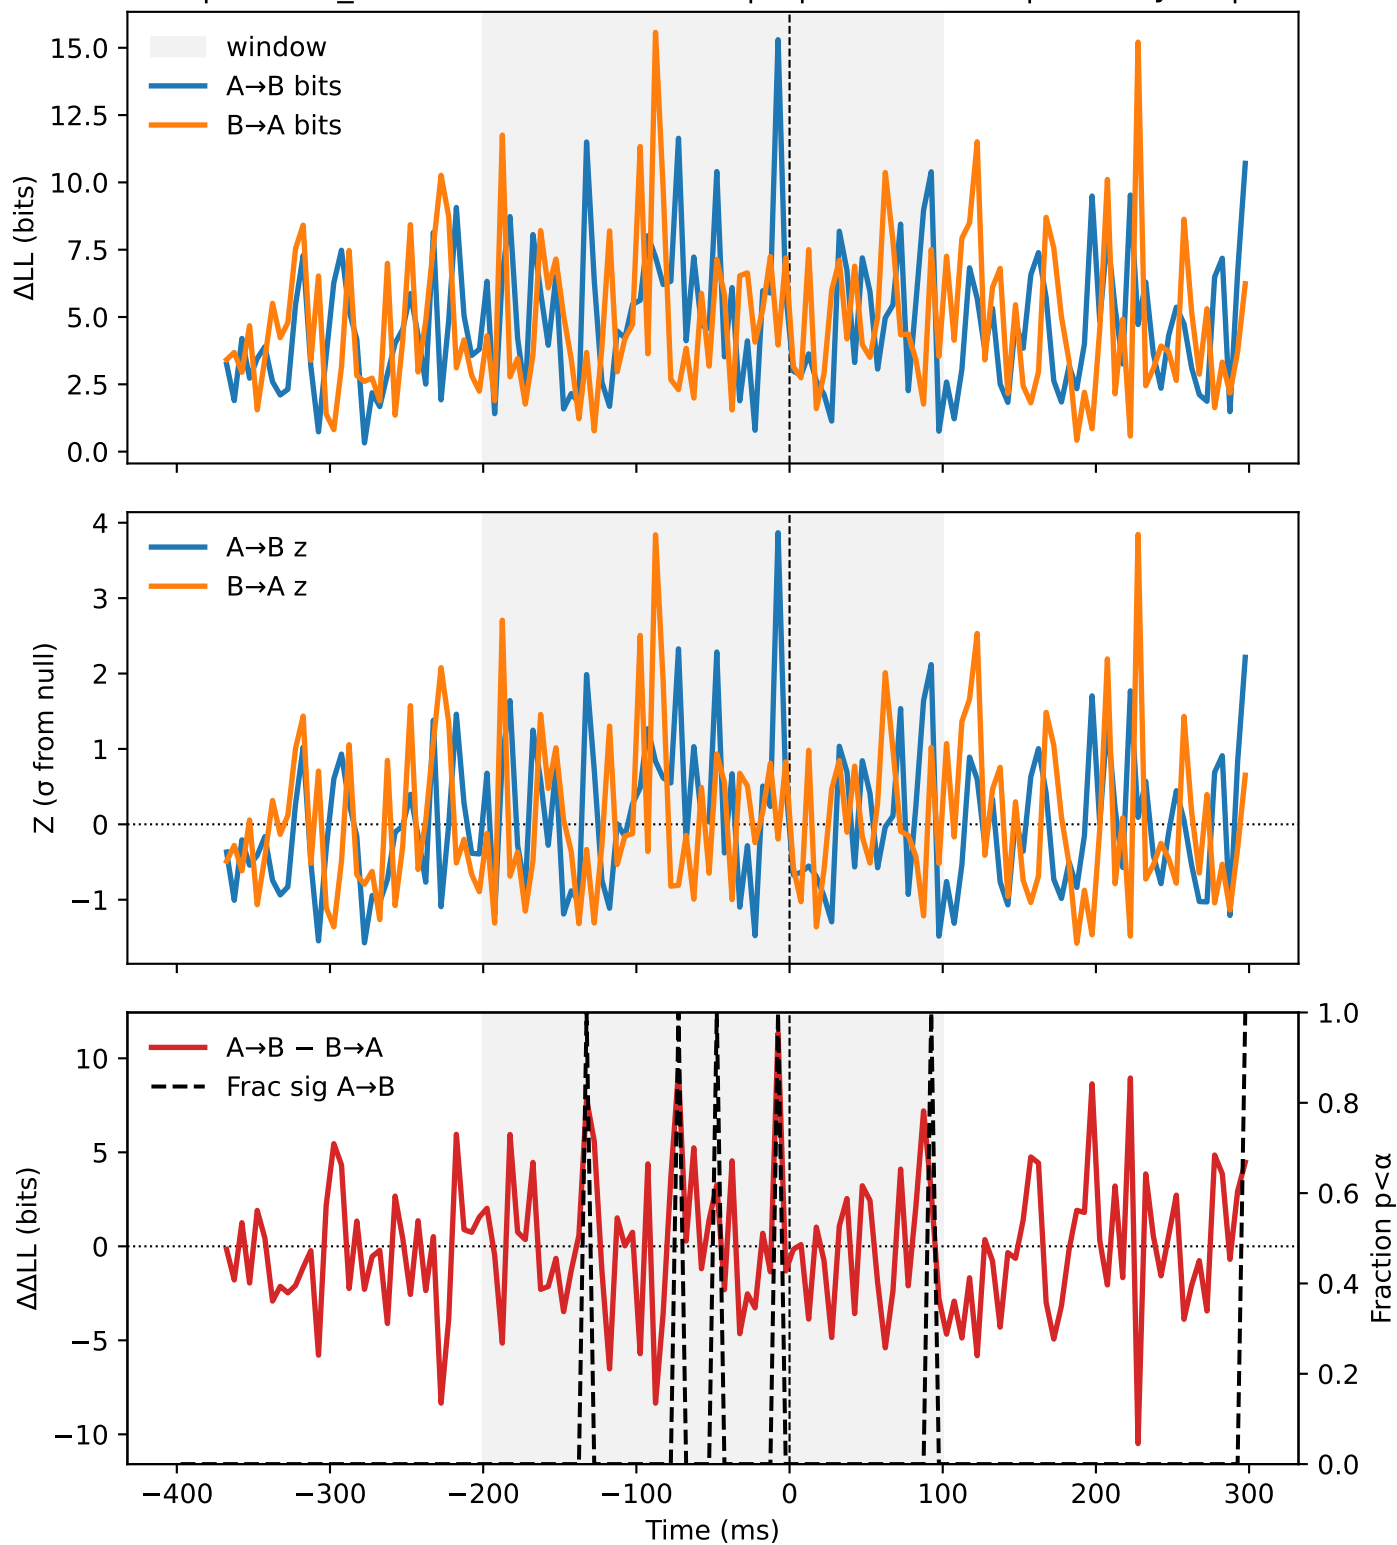 window
A→B bits
B→A bits
ΔLL (bits)
15.0
12.5
10.0
7.5
5.0
2.5
0.0
A→B z
B→A z
Z (σ from null)
4
3
2
1
0
−1
A→B − B→A
Frac sig A→B
ΔΔLL (bits)
10
5
0
−5
−10
1.0
0.8
0.6
0.4
0.2
0.0
Fraction p<α
−400 −300 −200 −100 0 100 200 300
Time (ms)